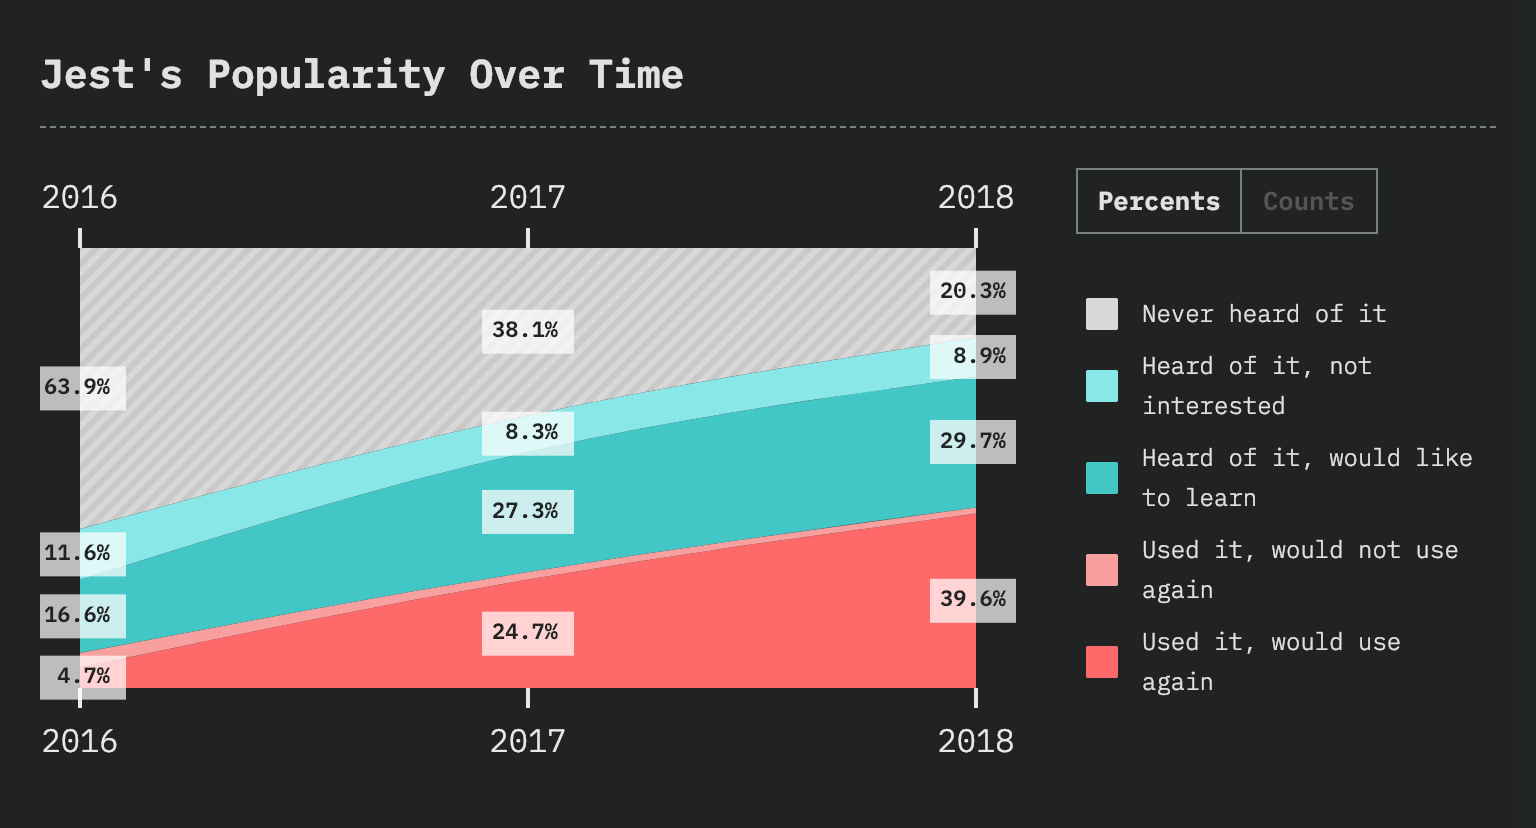 Jest's Popularity Over Time
2016 2017 2018
Percents Counts
63.9%
11.6%
16.6%
4.7%
38.1%
8.3%
27.3%
24.7%
20.3%
8.9%
29.7%
39.6%
2016 2017 2018
Never heard of it
Heard of it, not
interested
Heard of it, would like
to learn
Used it, would not use
again
Used it, would use
again